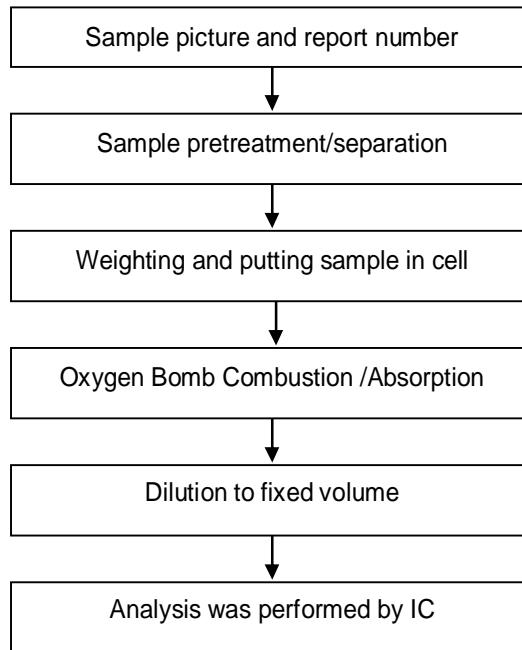 Sample picture and report number
Sample pretreatment/separation
Weighting and putting sample in cell
Oxygen Bomb Combustion /Absorption
Dilution to fixed volume
Analysis was performed by IC